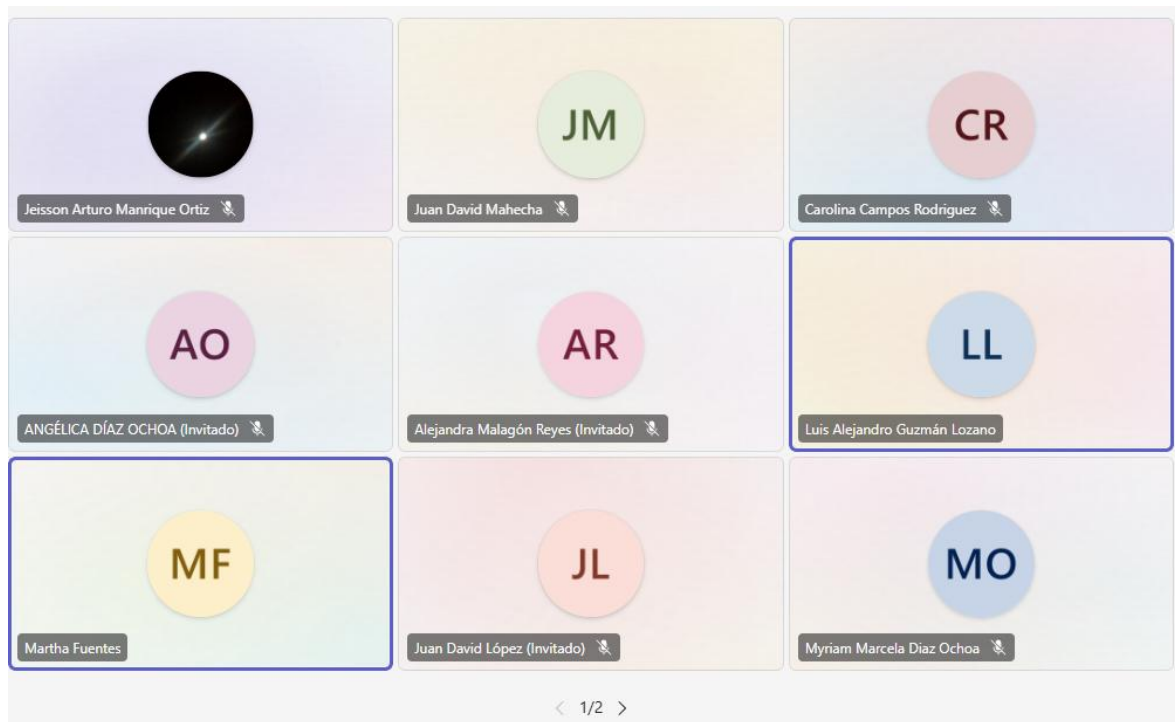 Jeisson Arturo Manrique Ortiz
JM
Juan David Mahecha
CR
Carolina Campos Rodriguez
AO
ANGÉLICA DÍAZ OCHOA (Invitado)
AR
Alejandra Malagón Reyes (Invitado)
LL
Luis Alejandro Guzmán Lozano
MF
Martha Fuentes
JL
Juan David López (Invitado)
MO
Myriam Marcela Diaz Ochoa
1/2